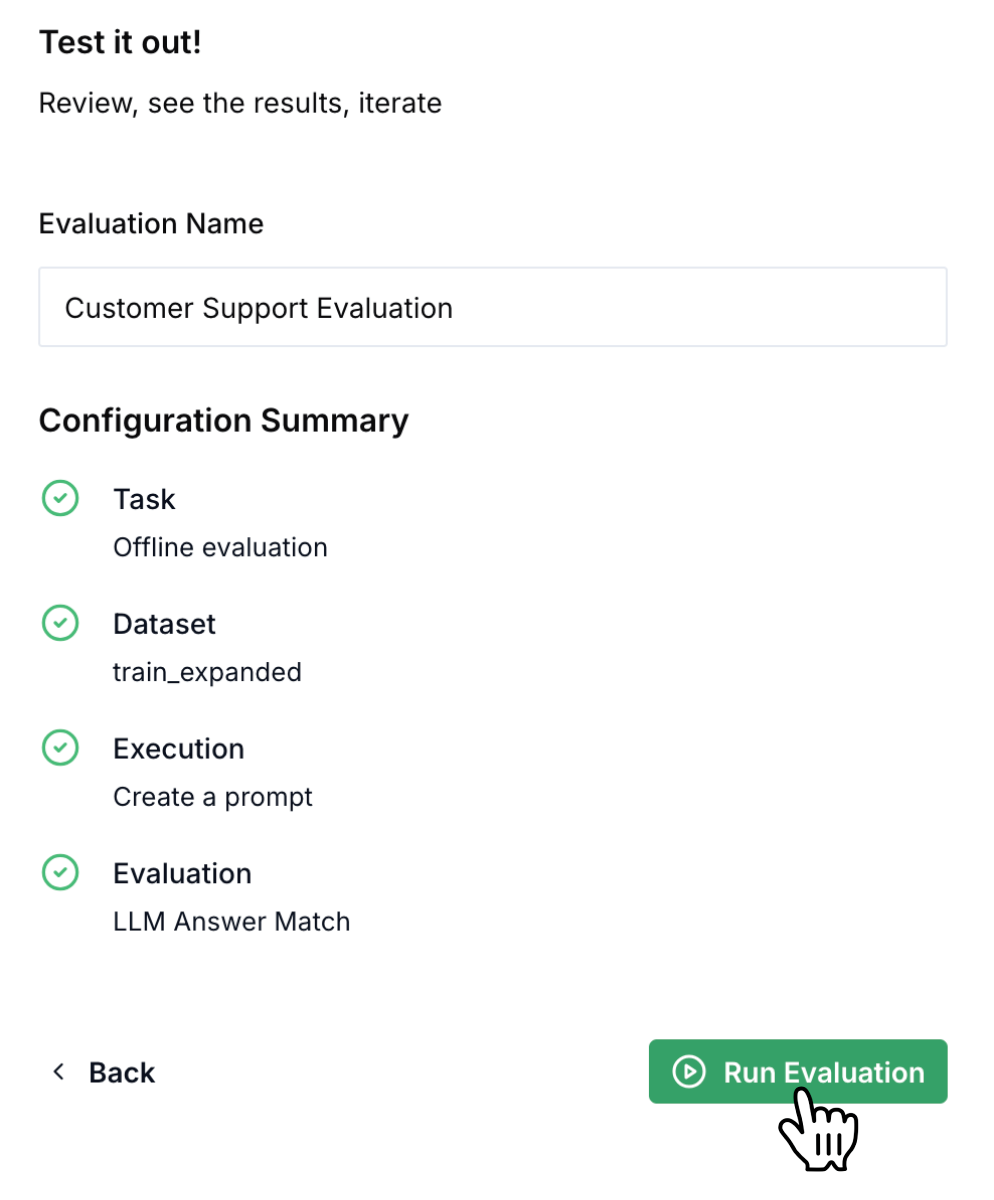 Test it out!
Review, see the results, iterate
Evaluation Name
Customer Support Evaluation
Configuration Summary
Task
Offline evaluation
Dataset
train_expanded
Execution
Create a prompt
Evaluation
LLM Answer Match
Back
Run Evaluation